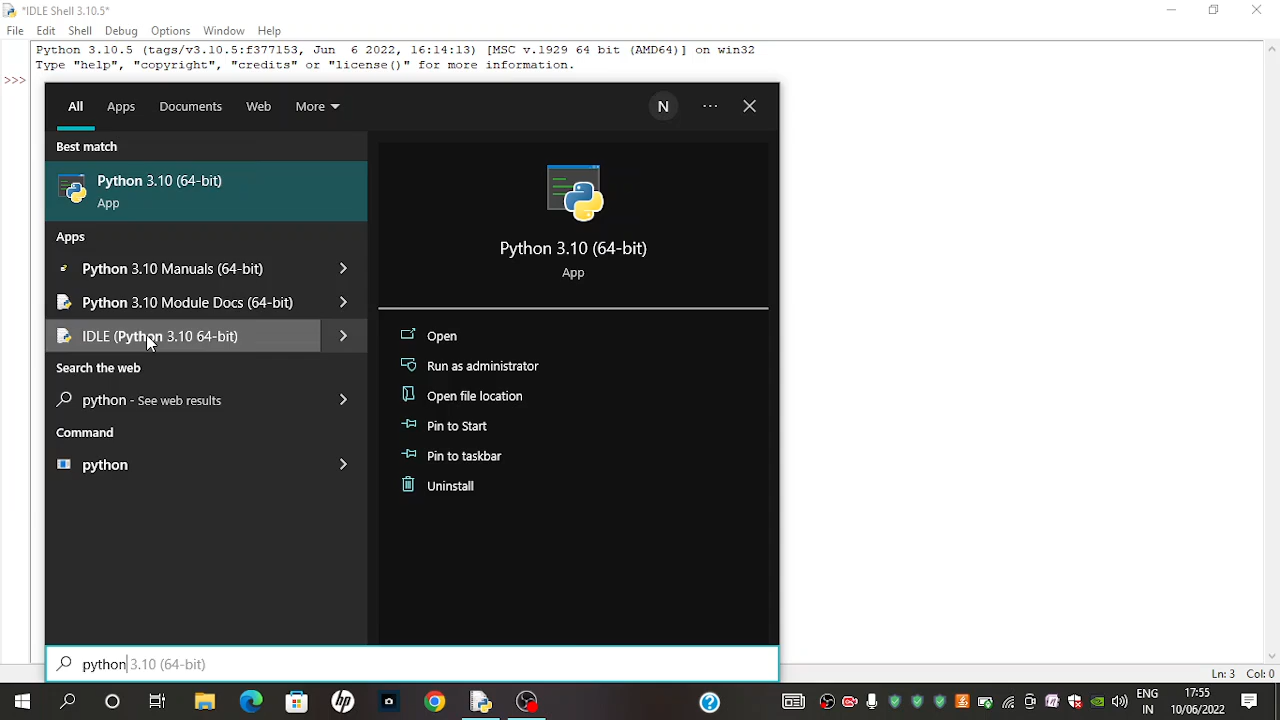 *IDLE Shell 3.10.5*
File Edit Shell Debug Options Window Help
Python 3.10.5 (tags/v3.10.5:f377153, Jun  6 2022, 16:14:13) [MSC v.1929 64 bit (AMD64)] on win32
Type "help", "copyright", "credits" or "license()" for more information.
>>>
All Apps Documents Web More N ...
Best match
Python 3.10 (64-bit)
App
Apps
Python 3.10 Manuals (64-bit)
Python 3.10 Module Docs (64-bit)
IDLE (Python 3.10 64-bit)
Search the web
python - See web results
Command
python
Python 3.10 (64-bit)
App
Open
Run as administrator
Open file location
Pin to Start
Pin to taskbar
Uninstall
python 3.10 (64-bit)
Ln: 3 Col: 0
hp
ENG
IN
17:55
10/06/2022